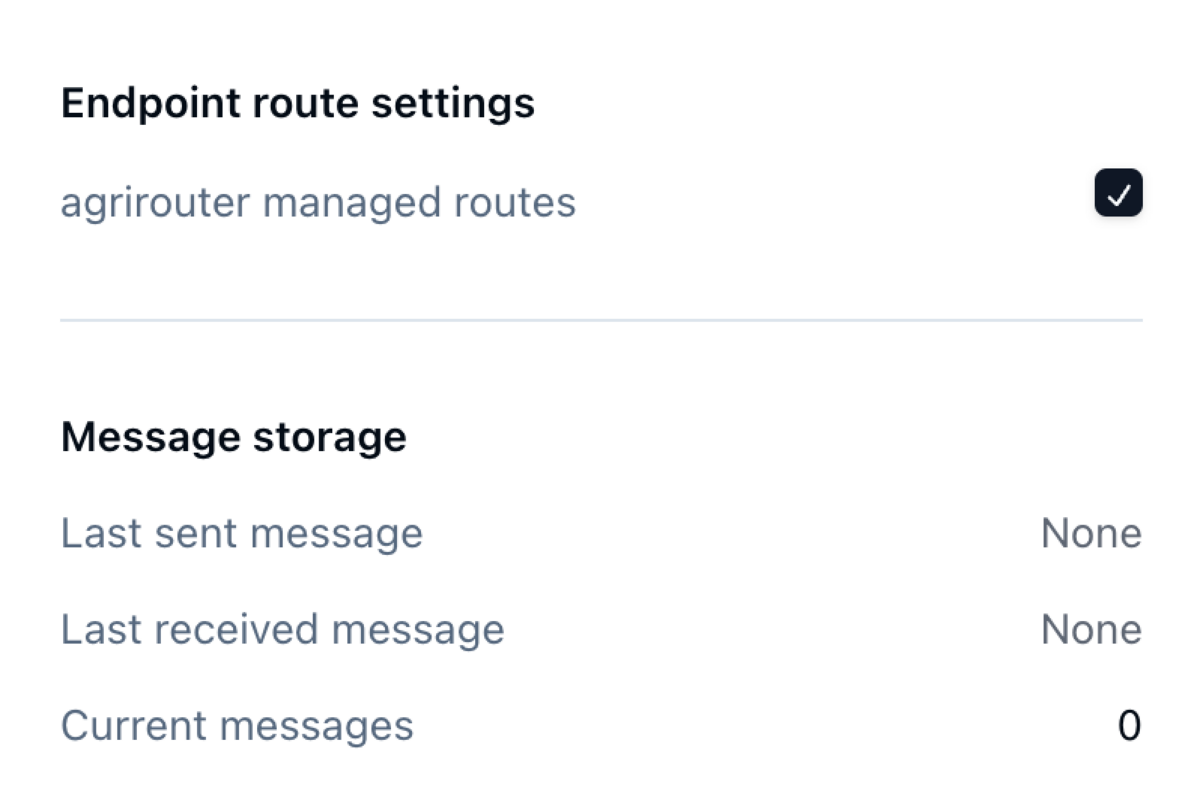 Endpoint route settings
agrirouter managed routes
Message storage
Last sent message None
Last received message None
Current messages 0